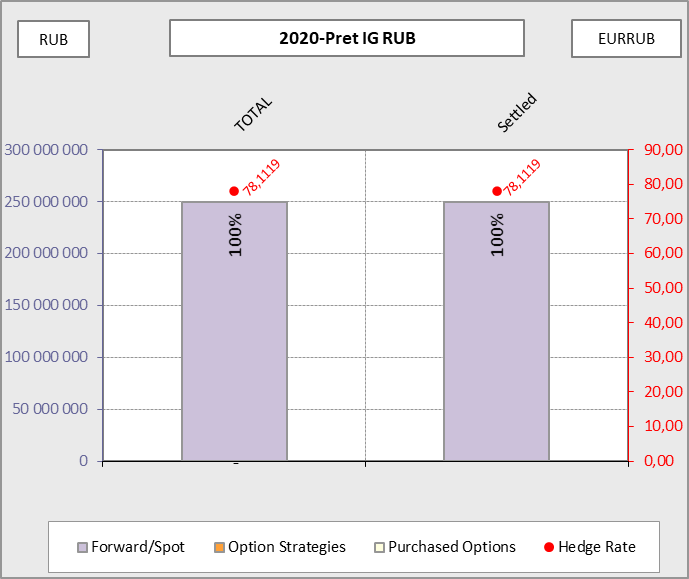 RUB
2020-Pret IG RUB
EURRUB
TOTAL
Settled
300 000 000
250 000 000
200 000 000
150 000 000
100 000 000
50 000 000
0
90,00
80,00
70,00
60,00
50,00
40,00
30,00
20,00
10,00
0,00
78,1119
78,1119
100%
100%
-
Forward/Spot
Option Strategies
Purchased Options
Hedge Rate